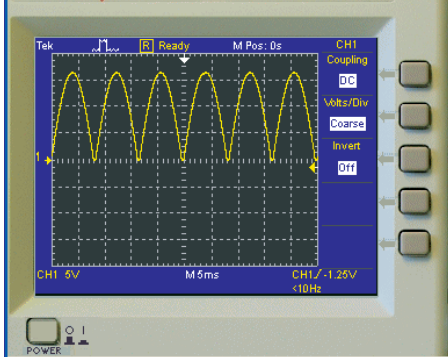 Tek R Ready M Pos: 0s CH1
Coupling
DC
Volts/Div
Coarse
Invert
1
Off
CH1 5V M 5ms CH1 / -1.25V
<10Hz
POWER